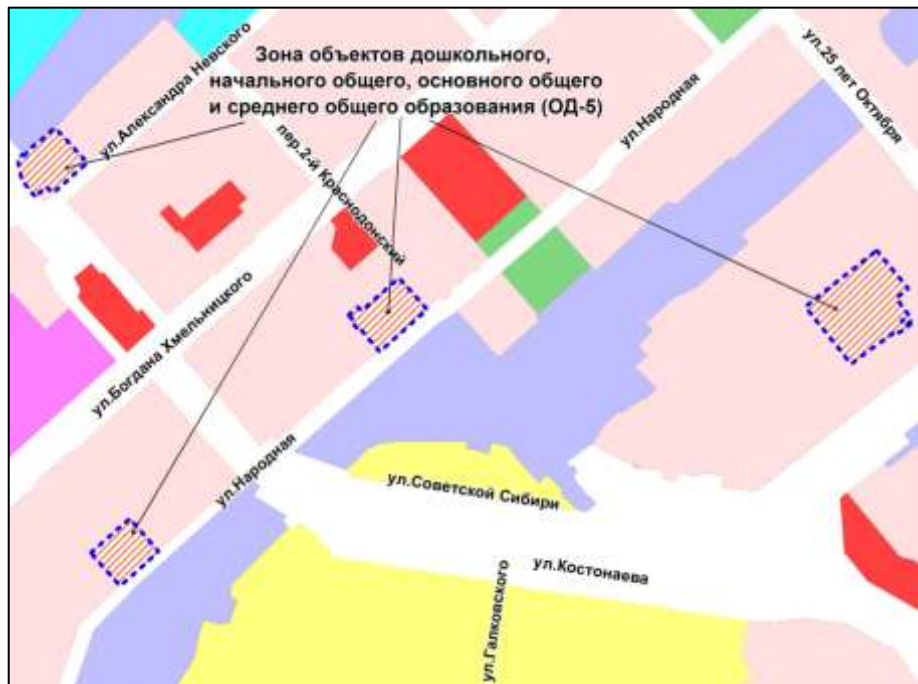 Зона объектов дошкольного,
начального общего, основного общего
и среднего общего образования (ОД-5)
ул.Александра Невского
пер.2-й Краснодонский
ул.Народная
ул.25 лет Октября
ул.Богдана Хмельницкого
ул.Народная
ул.Советской Сибири
ул.Костонаева
ул.Галковского